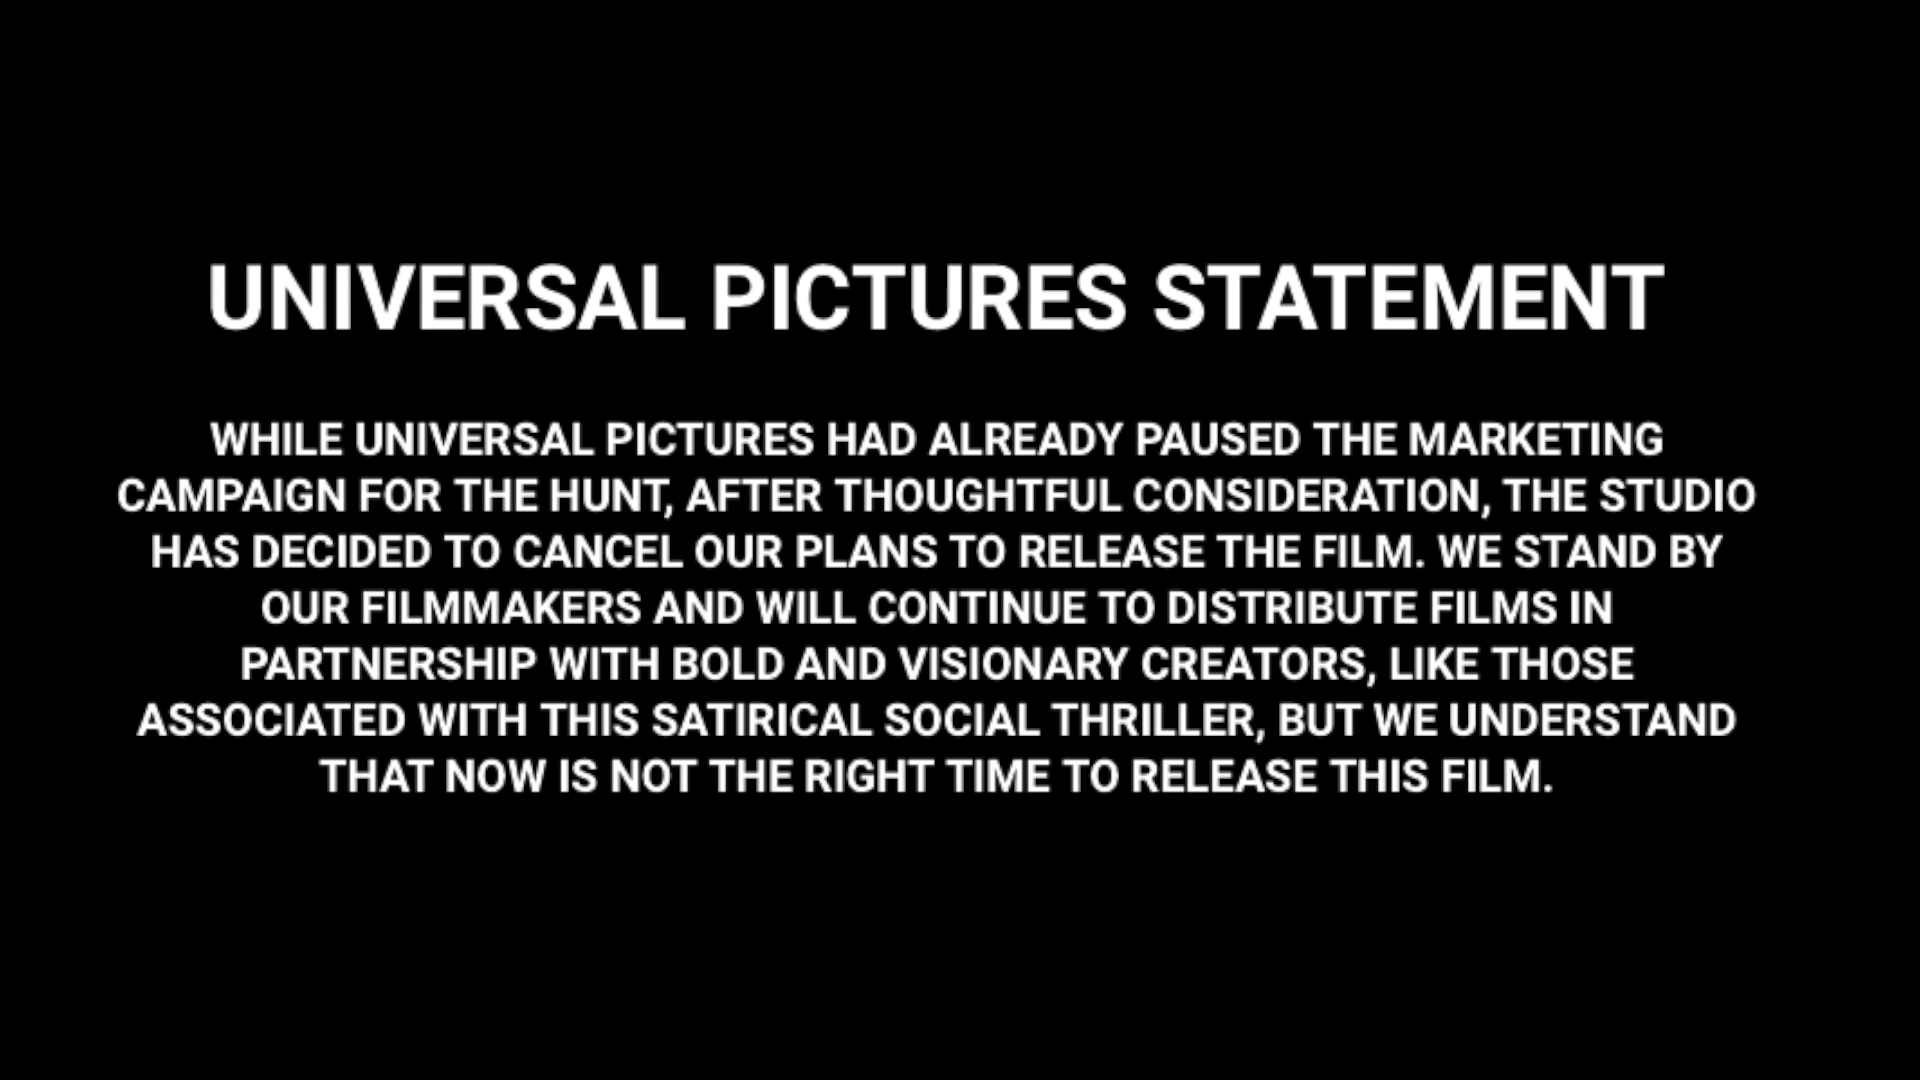 UNIVERSAL PICTURES STATEMENT
WHILE UNIVERSAL PICTURES HAD ALREADY PAUSED THE MARKETING
CAMPAIGN FOR THE HUNT, AFTER THOUGHTFUL CONSIDERATION, THE STUDIO
HAS DECIDED TO CANCEL OUR PLANS TO RELEASE THE FILM. WE STAND BY
OUR FILMMAKERS AND WILL CONTINUE TO DISTRIBUTE FILMS IN
PARTNERSHIP WITH BOLD AND VISIONARY CREATORS, LIKE THOSE
ASSOCIATED WITH THIS SATIRICAL SOCIAL THRILLER, BUT WE UNDERSTAND
THAT NOW IS NOT THE RIGHT TIME TO RELEASE THIS FILM.